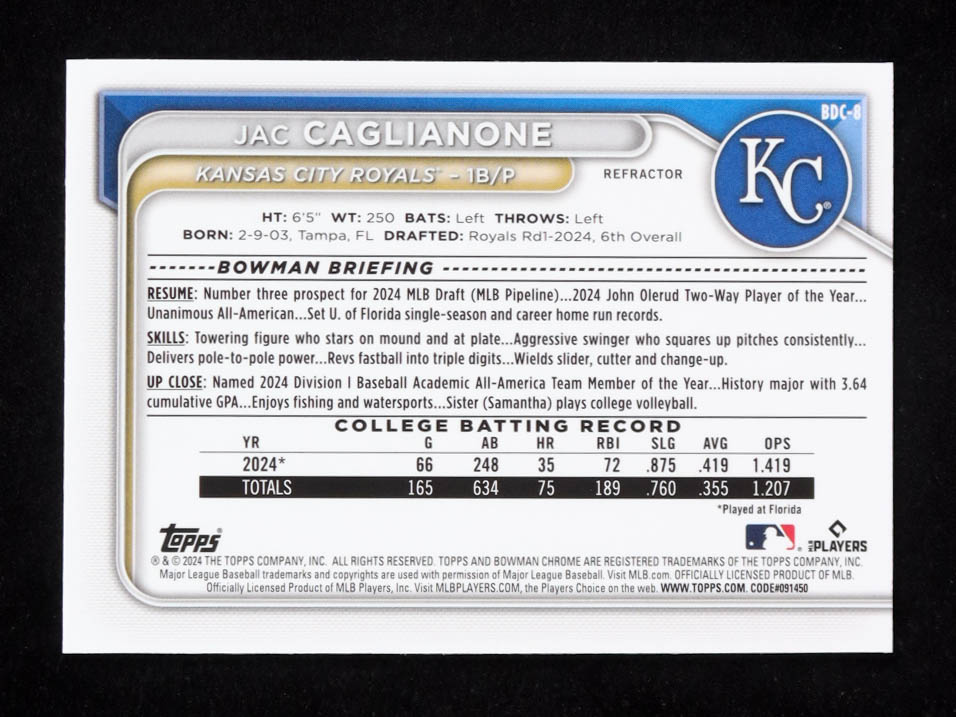 BDC-8
JAC CAGLIANONE
KANSAS CITY ROYALS™ – 1B/P
REFRACTOR
KC®
HT: 6'5" WT: 250 BATS: Left THROWS: Left
BORN: 2-9-03, Tampa, FL DRAFTED: Royals Rd1-2024, 6th Overall
BOWMAN BRIEFING
RESUME: Number three prospect for 2024 MLB Draft (MLB Pipeline)...2024 John Olerud Two-Way Player of the Year...
Unanimous All-American...Set U. of Florida single-season and career home run records.
SKILLS: Towering figure who stars on mound and at plate...Aggressive swinger who squares up pitches consistently...
Delivers pole-to-pole power...Revs fastball into triple digits...Wields slider, cutter and change-up.
UP CLOSE: Named 2024 Division I Baseball Academic All-America Team Member of the Year...History major with 3.64
cumulative GPA...Enjoys fishing and watersports...Sister (Samantha) plays college volleyball.
COLLEGE BATTING RECORD
YR G AB HR RBI SLG AVG OPS
2024* 66 248 35 72 .875 .419 1.419
TOTALS 165 634 75 189 .760 .355 1.207
*Played at Florida
TOPPS®
MLB PLAYERS
® & © 2024 THE TOPPS COMPANY, INC. ALL RIGHTS RESERVED. TOPPS AND BOWMAN CHROME ARE REGISTERED TRADEMARKS OF THE TOPPS COMPANY, INC.
Major League Baseball trademarks and copyrights are used with permission of Major League Baseball. Visit MLB.com. OFFICIALLY LICENSED PRODUCT OF MLB.
Officially Licensed Product of MLB Players, Inc. Visit MLBPLAYERS.COM, the Players Choice on the web. WWW.TOPPS.COM. CODE#091450